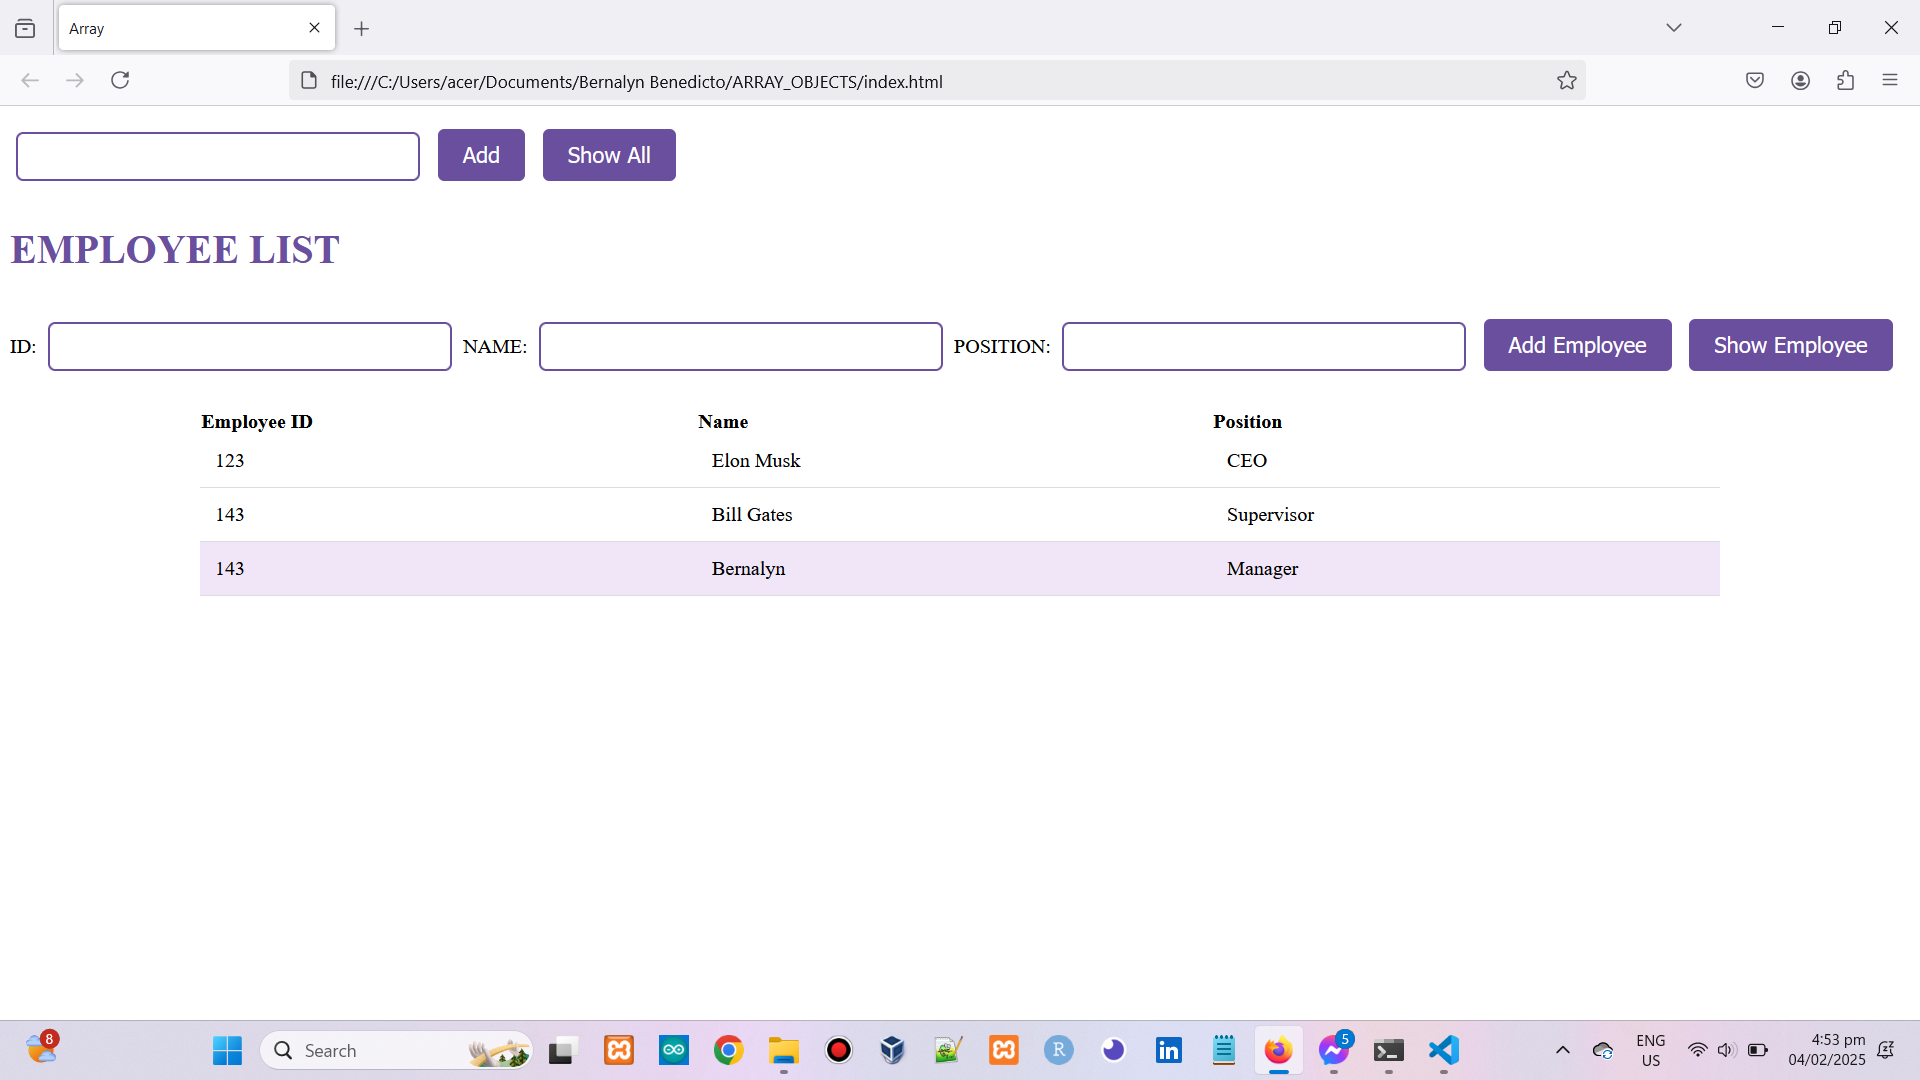 Array
file:///C:/Users/acer/Documents/Bernalyn Benedicto/ARRAY_OBJECTS/index.html
Add Show All
EMPLOYEE LIST
ID: NAME: POSITION: Add Employee Show Employee
Employee ID Name Position
123 Elon Musk CEO
143 Bill Gates Supervisor
143 Bernalyn Manager
8 Search R in 5 ENG US 4:53 pm
04/02/2025